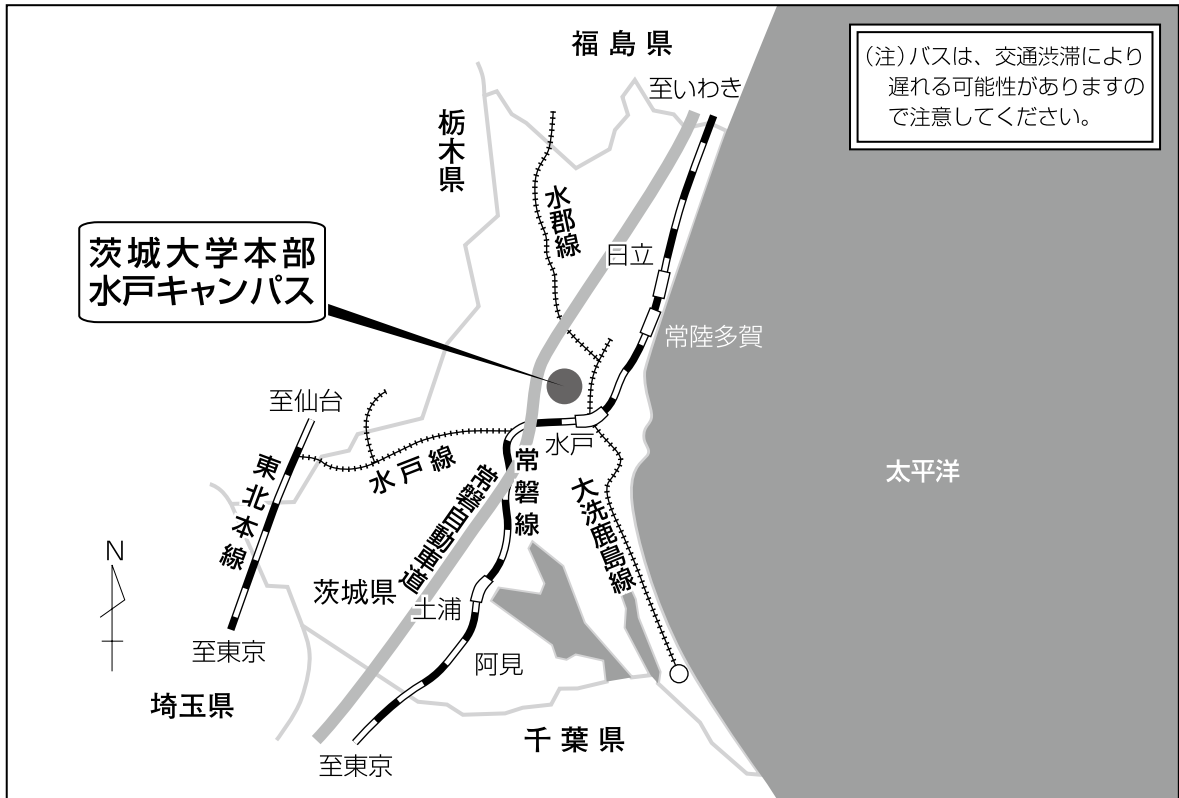 福島県
(注)バスは、交通渋滞により
遅れる可能性がありますの
で注意してください。
至いわき
栃木県
水郡線
茨城大学本部
水戸キャンパス
日立
常陸多賀
至仙台
水戸
水戸線
常磐線
東北本線
常磐自動車道
大洗鹿島線
太平洋
N
茨城県
土浦
至東京
阿見
埼玉県
千葉県
至東京